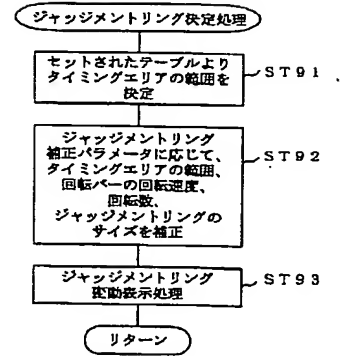 ジャッジメントリング決定処理
セットされたテーブルより
タイミングエリアの範囲を
決定
ST91
ジャッジメントリング
補正パラメータに応じて、
タイミングエリアの範囲、
回転バーの回転速度、
回転数、
ジャッジメントリングの
サイズを補正
ST92
ジャッジメントリング
変動表示処理
ST93
リターン